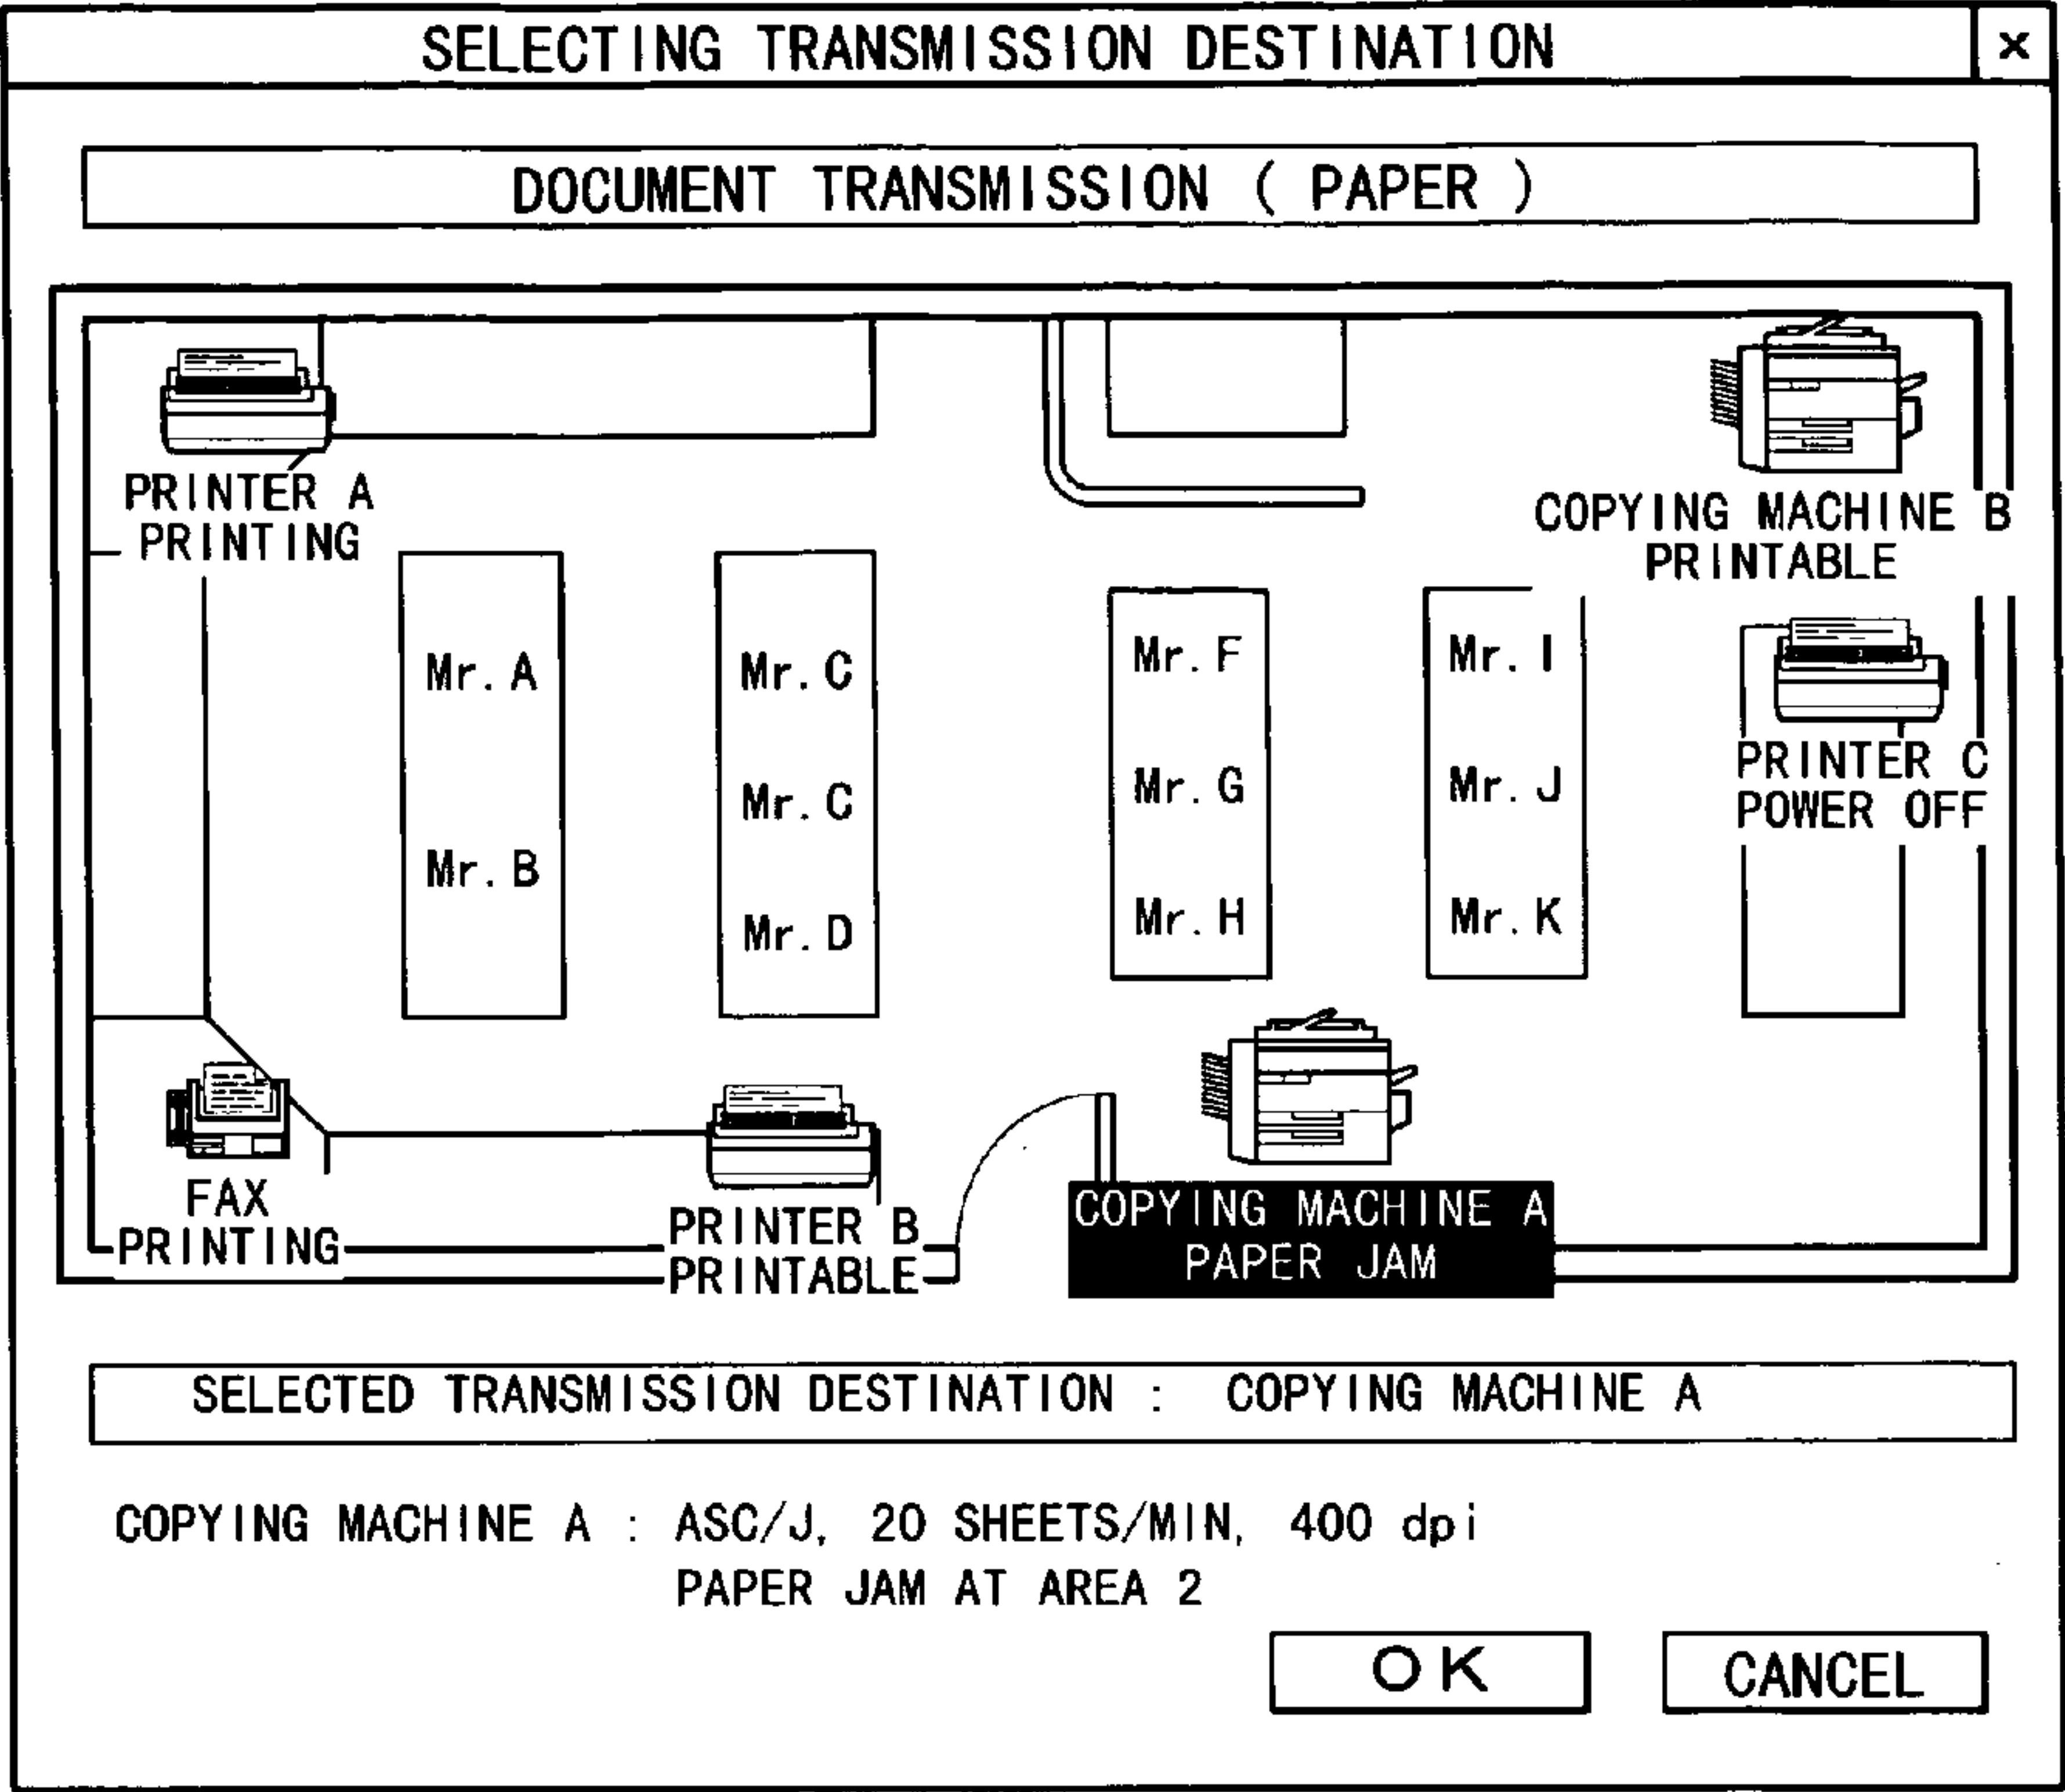 SELECTING TRANSMISSION DESTINATION ×
DOCUMENT TRANSMISSION ( PAPER )
PRINTER A
PRINTING
COPYING MACHINE B
PRINTABLE
Mr. A
Mr. B
Mr. C
Mr. C
Mr. D
Mr. F
Mr. G
Mr. H
Mr. I
Mr. J
Mr. K
PRINTER C
POWER OFF
FAX
PRINTING
PRINTER B
PRINTABLE
COPYING MACHINE A
PAPER JAM
SELECTED TRANSMISSION DESTINATION : COPYING MACHINE A
COPYING MACHINE A : ASC/J, 20 SHEETS/MIN, 400 dpi
PAPER JAM AT AREA 2
OK
CANCEL